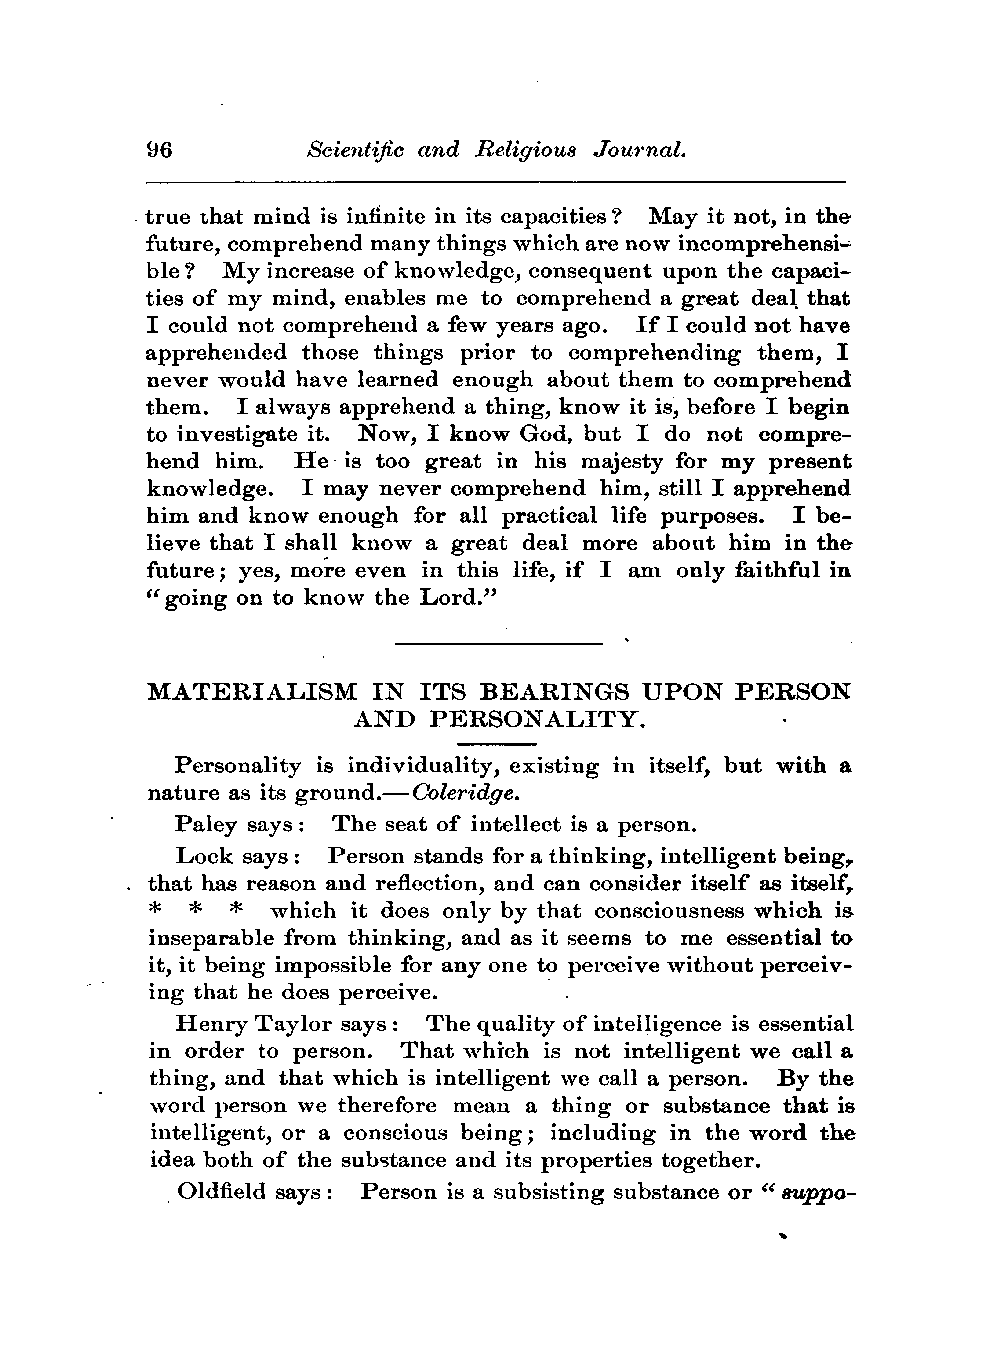 96 Scientific and Religious Journal.
true that mind is infinite in its capacities? May it not, in the
future, comprehend many things which are now incomprehensi-
ble? My increase of knowledge, consequent upon the capaci-
ties of my mind, enables me to comprehend a great deal that
I could not comprehend a few years ago. If I could not have
apprehended those things prior to comprehending them, I
never would have learned enough about them to comprehend
them. I always apprehend a thing, know it is, before I begin
to investigate it. Now, I know God, but I do not compre-
hend him. He is too great in his majesty for my present
knowledge. I may never comprehend him, still I apprehend
him and know enough for all practical life purposes. I be-
lieve that I shall know a great deal more about him in the
future; yes, more even in this life, if I am only faithful in
"going on to know the Lord."
MATERIALISM IN ITS BEARINGS UPON PERSON
AND PERSONALITY.
Personality is individuality, existing in itself, but with a
nature as its ground.—Coleridge.
Paley says: The seat of intellect is a person.
Lock says: Person stands for a thinking, intelligent being,
that has reason and reflection, and can consider itself as itself,
* * * which it does only by that consciousness which is
inseparable from thinking, and as it seems to me essential to
it, it being impossible for any one to perceive without perceiv-
ing that he does perceive.
Henry Taylor says: The quality of intelligence is essential
in order to person. That which is not intelligent we call a
thing, and that which is intelligent we call a person. By the
word person we therefore mean a thing or substance that is
intelligent, or a conscious being; including in the word the
idea both of the substance and its properties together.
Oldfield says: Person is a subsisting substance or "suppo-